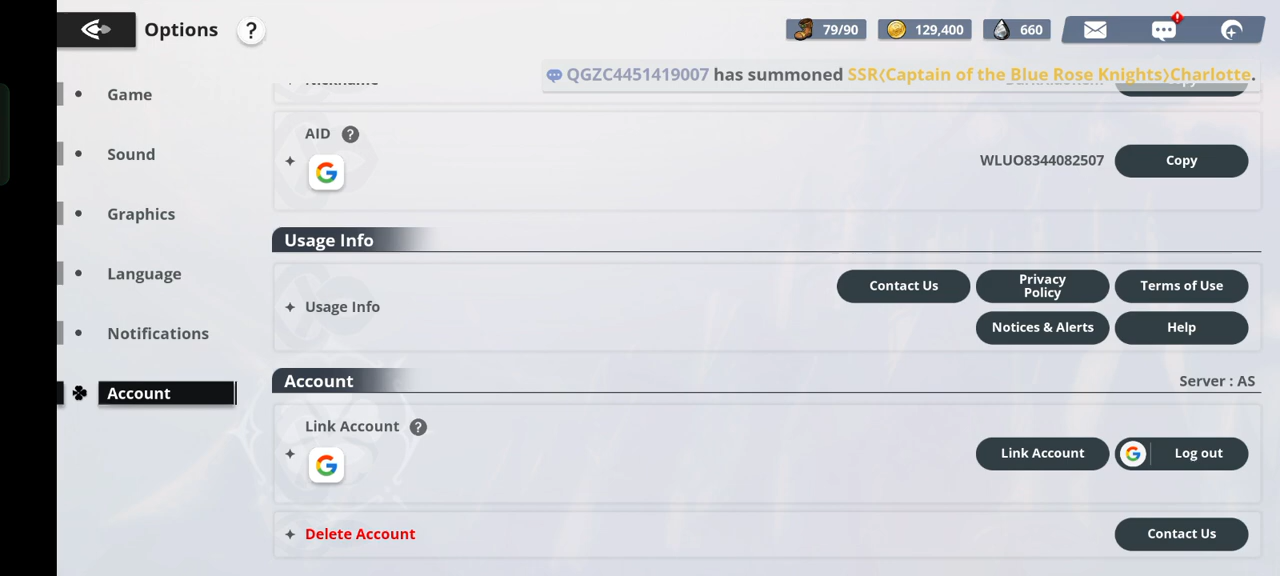 Options
?
79/90
129,400
660
QGZC4451419007 has summoned SSR《Captain of the Blue Rose Knights》Charlotte.
Game
Sound
Graphics
Language
Notifications
Account
Nickname
AID ?
WLUO8344082507
Copy
Usage Info
Usage Info
Contact Us
Privacy
Policy
Terms of Use
Notices & Alerts
Help
Account
Server : AS
Link Account ?
Link Account
Log out
Delete Account
Contact Us